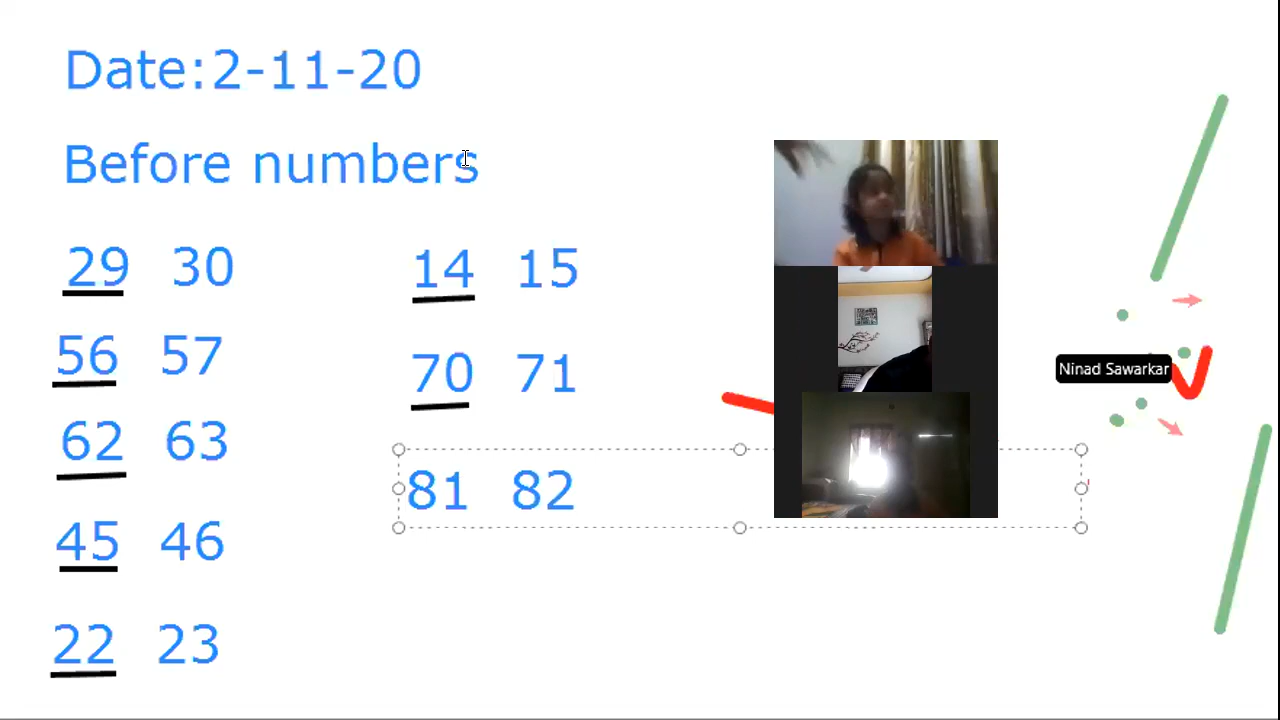 Date:2-11-20
Before numbers
29 30
56 57
62 63
45 46
22 23
14 15
70 71
81 82
Ninad Sawarkar